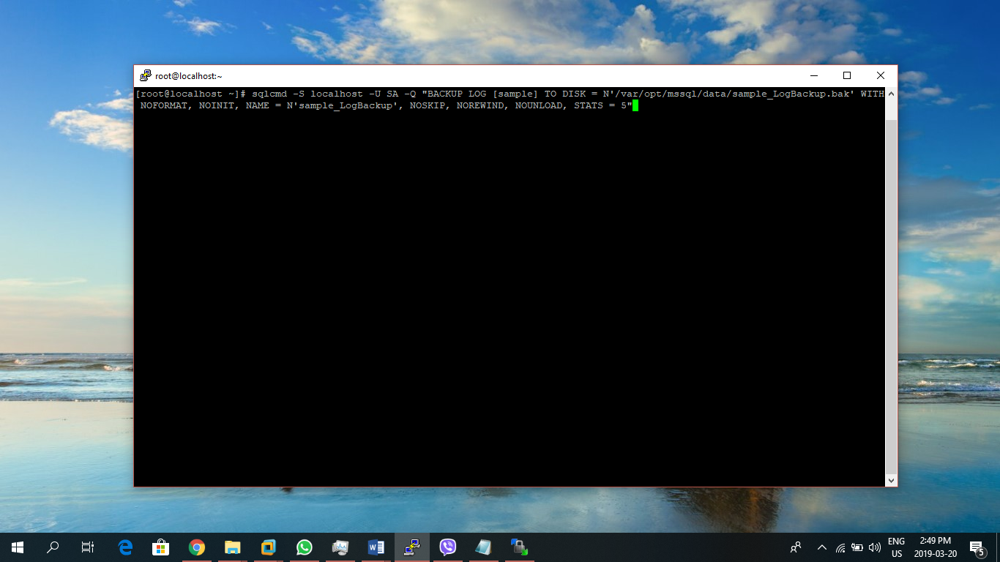 root@localhost:~
[root@localhost ~]# sqlcmd -S localhost -U SA -Q "BACKUP LOG [sample] TO DISK = N'/var/opt/mssql/data/sample_LogBackup.bak' WITH
NOFORMAT, NOINIT, NAME = N'sample_LogBackup', NOSKIP, NOREWIND, NOUNLOAD, STATS = 5"
ENG
US
2:49 PM
2019-03-20
5